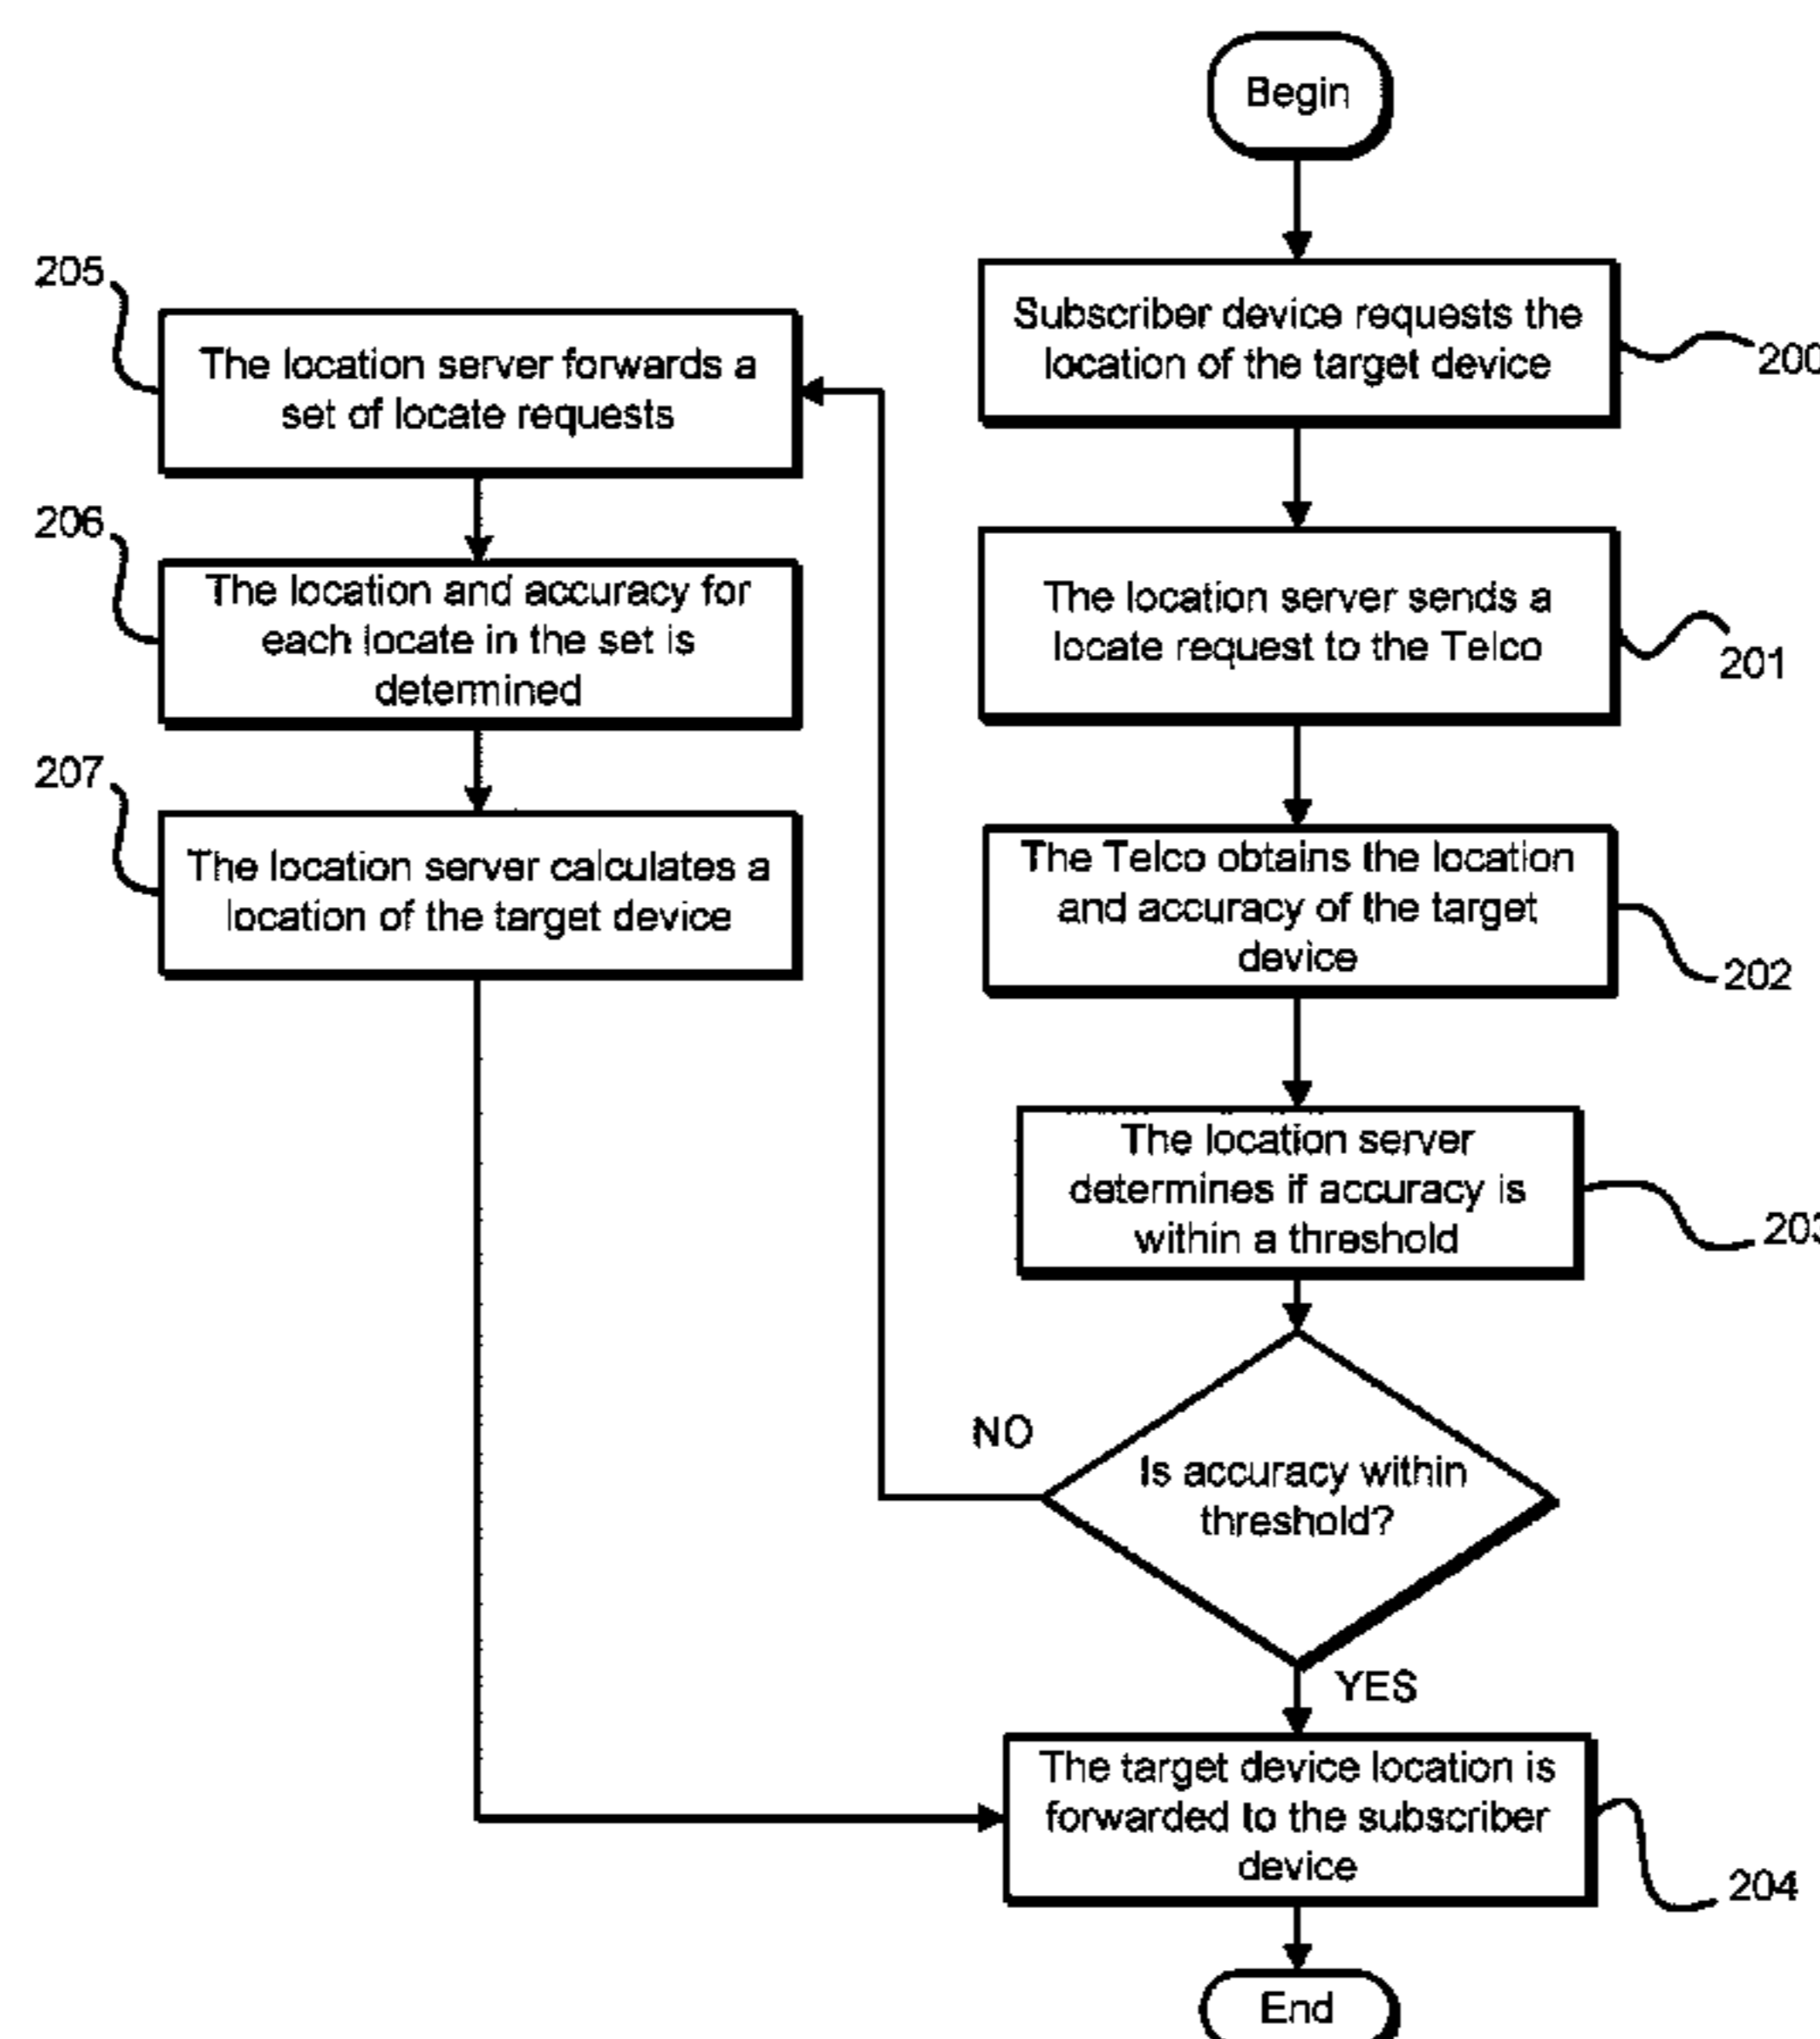 Begin
Subscriber device requests the
location of the target device
200
The location server sends a
locate request to the Telco
201
The Telco obtains the location
and accuracy of the target
device
202
The location server
determines if accuracy is
within a threshold
203
Is accuracy within
threshold?
NO
YES
205
The location server forwards a
set of locate requests
206
The location and accuracy for
each locate in the set is
determined
207
The location server calculates a
location of the target device
The target device location is
forwarded to the subscriber
device
204
End